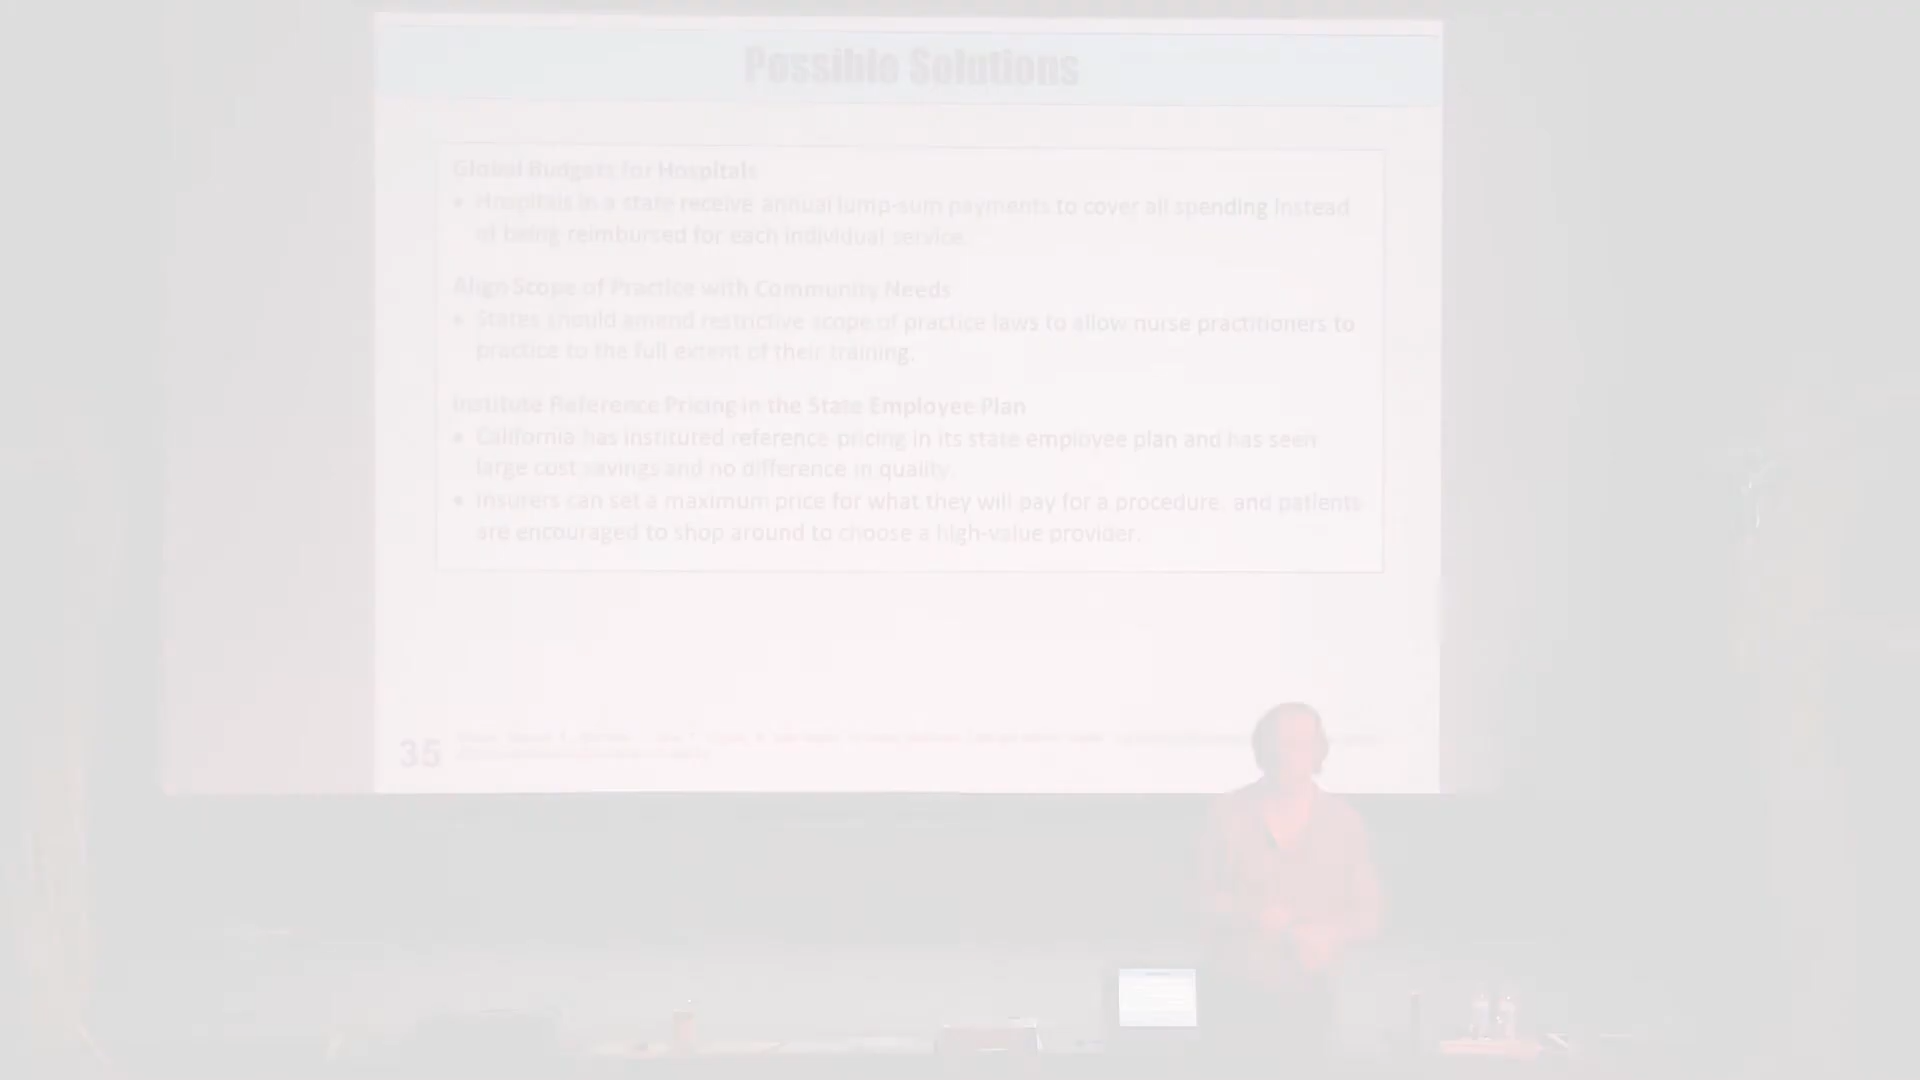 Possible Solutions
Global Budgets for Hospitals
• Hospitals in a state receive annual lump-sum payments to cover all spending instead
of being reimbursed for each individual service.
Align Scope of Practice with Community Needs
• States should amend restrictive scope of practice laws to allow nurse practitioners to
practice to the full extent of their training.
Institute Reference Pricing in the State Employee Plan
• California has instituted reference pricing in its state employee plan and has seen
large cost savings and no difference in quality.
• Insurers can set a maximum price for what they will pay for a procedure, and patients
are encouraged to shop around to choose a high-value provider.
35